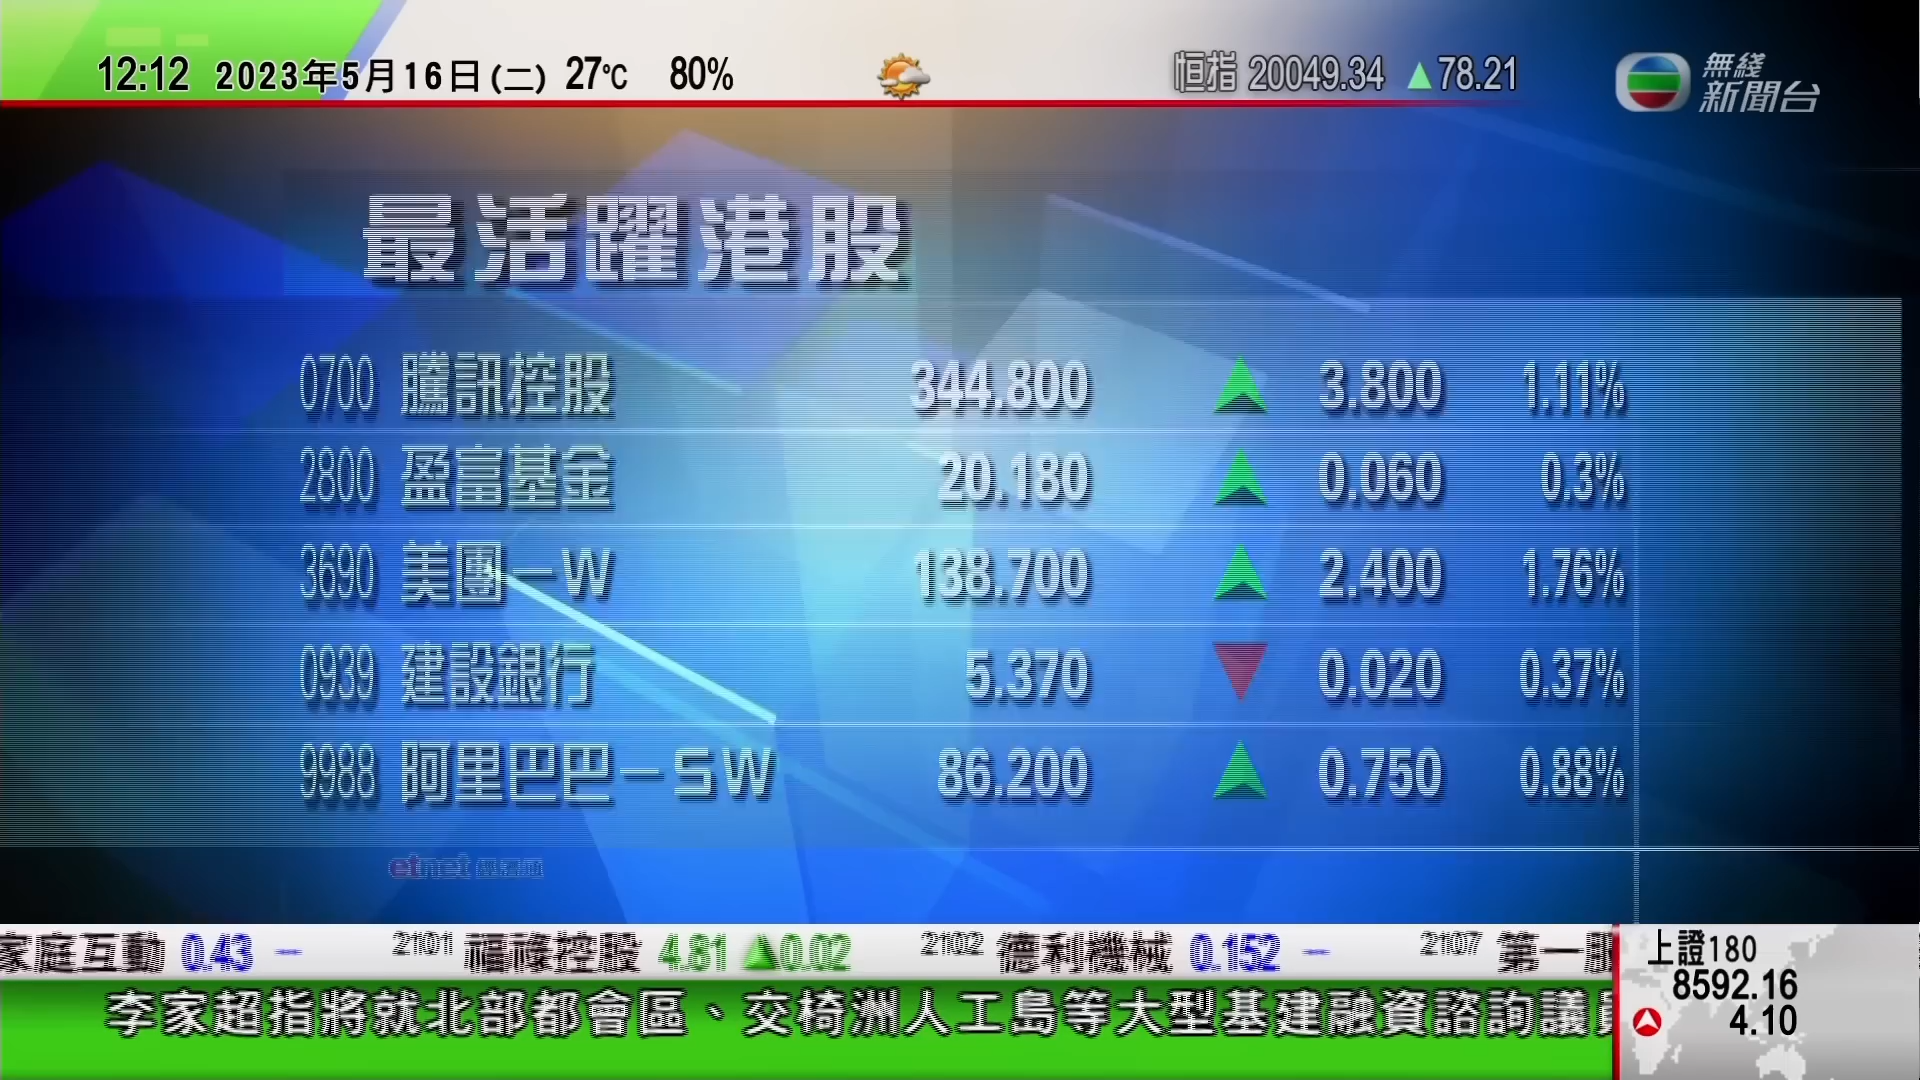 12:12 2023年5月16日(二) 27℃ 80% 恒指 20049.34 ▲78.21
無綫
新聞台
最活躍港股
0700 騰訊控股 344.800 ▲ 3.800 1.11%
2800 盈富基金 20.180 ▲ 0.060 0.3%
3690 美團－W 138.700 ▲ 2.400 1.76%
0939 建設銀行 5.370 ▼ 0.020 0.37%
9988 阿里巴巴－SW 86.200 ▲ 0.750 0.88%
etnet
家庭互動 0.43 － 2101 福祿控股 4.81 ▲0.02 2102 德利機械 0.152 － 2107 第一服
李家超指將就北部都會區、交椅洲人工島等大型基建融資諮詢議員
上證180
8592.16
4.10